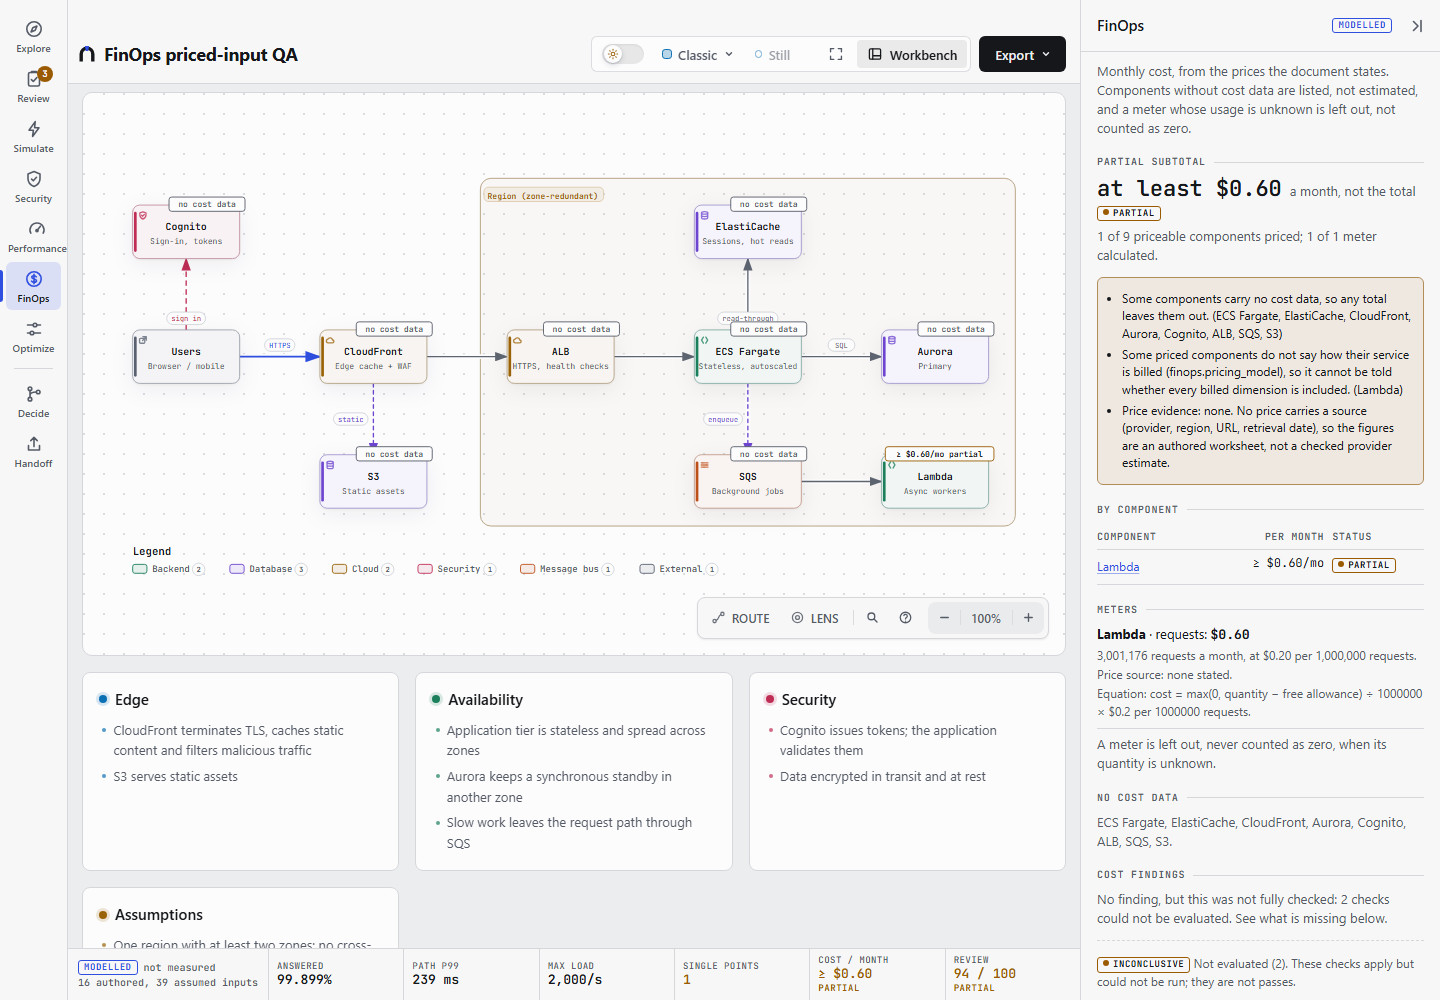 Explore
Review
3
Simulate
Security
Performance
FinOps
Optimize
Decide
Handoff
FinOps priced-input QA
Classic
Still
Workbench
Export
Region (zone-redundant)
no cost data
Cognito
Sign-in, tokens
no cost data
ElastiCache
Sessions, hot reads
sign in
read-through
Users
Browser / mobile
HTTPS
no cost data
CloudFront
Edge cache + WAF
no cost data
ALB
HTTPS, health checks
no cost data
ECS Fargate
Stateless, autoscaled
SQL
no cost data
Aurora
Primary
static
enqueue
no cost data
S3
Static assets
no cost data
SQS
Background jobs
≥ $0.60/mo partial
Lambda
Async workers
Legend
Backend 2
Database 3
Cloud 2
Security 1
Message bus 1
External 1
ROUTE
LENS
100%
Edge
CloudFront terminates TLS, caches static
content and filters malicious traffic
S3 serves static assets
Availability
Application tier is stateless and spread across
zones
Aurora keeps a synchronous standby in
another zone
Slow work leaves the request path through
SQS
Security
Cognito issues tokens; the application
validates them
Data encrypted in transit and at rest
Assumptions
One region with at least two zones; no cross-
MODELLED not measured
16 authored, 39 assumed inputs
ANSWERED
99.899%
PATH P99
239 ms
MAX LOAD
2,000/s
SINGLE POINTS
1
COST / MONTH
≥ $0.60
PARTIAL
REVIEW
94 / 100
PARTIAL
FinOps
MODELLED
Monthly cost, from the prices the document states.
Components without cost data are listed, not estimated,
and a meter whose usage is unknown is left out, not
counted as zero.
PARTIAL SUBTOTAL
at least $0.60 a month, not the total
PARTIAL
1 of 9 priceable components priced; 1 of 1 meter
calculated.
Some components carry no cost data, so any total
leaves them out. (ECS Fargate, ElastiCache, CloudFront,
Aurora, Cognito, ALB, SQS, S3)
Some priced components do not say how their service
is billed (finops.pricing_model), so it cannot be told
whether every billed dimension is included. (Lambda)
Price evidence: none. No price carries a source
(provider, region, URL, retrieval date), so the figures
are an authored worksheet, not a checked provider
estimate.
BY COMPONENT
COMPONENT PER MONTH STATUS
Lambda ≥ $0.60/mo PARTIAL
METERS
Lambda · requests: $0.60
3,001,176 requests a month, at $0.20 per 1,000,000 requests.
Price source: none stated.
Equation: cost = max(0, quantity − free allowance) ÷ 1000000
× $0.2 per 1000000 requests.
A meter is left out, never counted as zero, when its
quantity is unknown.
NO COST DATA
ECS Fargate, ElastiCache, CloudFront, Aurora, Cognito,
ALB, SQS, S3.
COST FINDINGS
No finding, but this was not fully checked: 2 checks
could not be evaluated. See what is missing below.
INCONCLUSIVE Not evaluated (2). These checks apply but
could not be run; they are not passes.